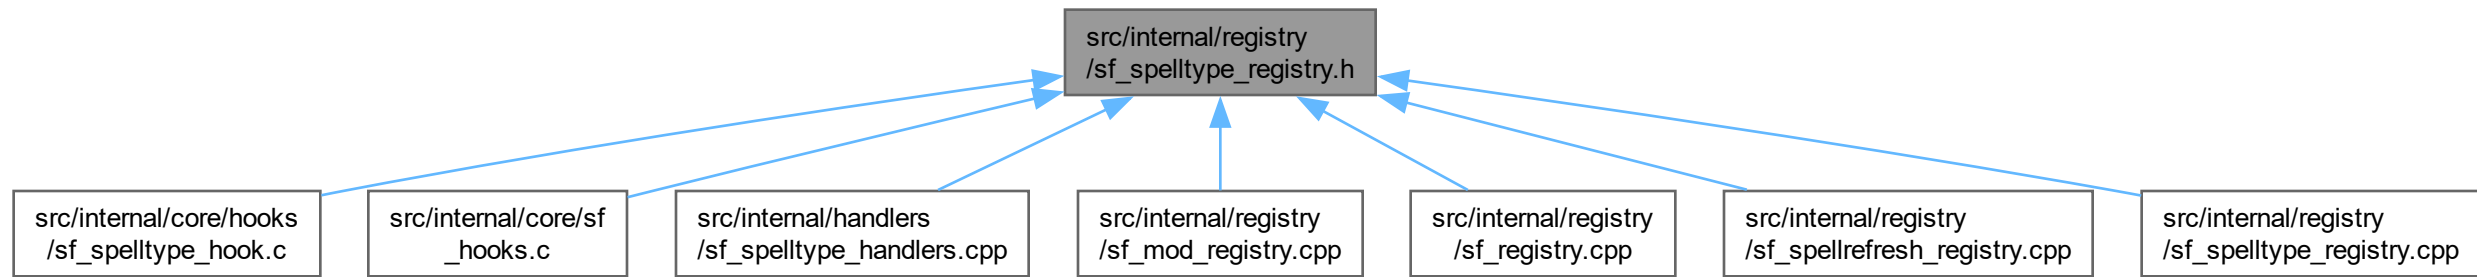 src/internal/registry
/sf_spelltype_registry.h
src/internal/core/hooks
/sf_spelltype_hook.c
src/internal/core/sf
_hooks.c
src/internal/handlers
/sf_spelltype_handlers.cpp
src/internal/registry
/sf_mod_registry.cpp
src/internal/registry
/sf_registry.cpp
src/internal/registry
/sf_spellrefresh_registry.cpp
src/internal/registry
/sf_spelltype_registry.cpp